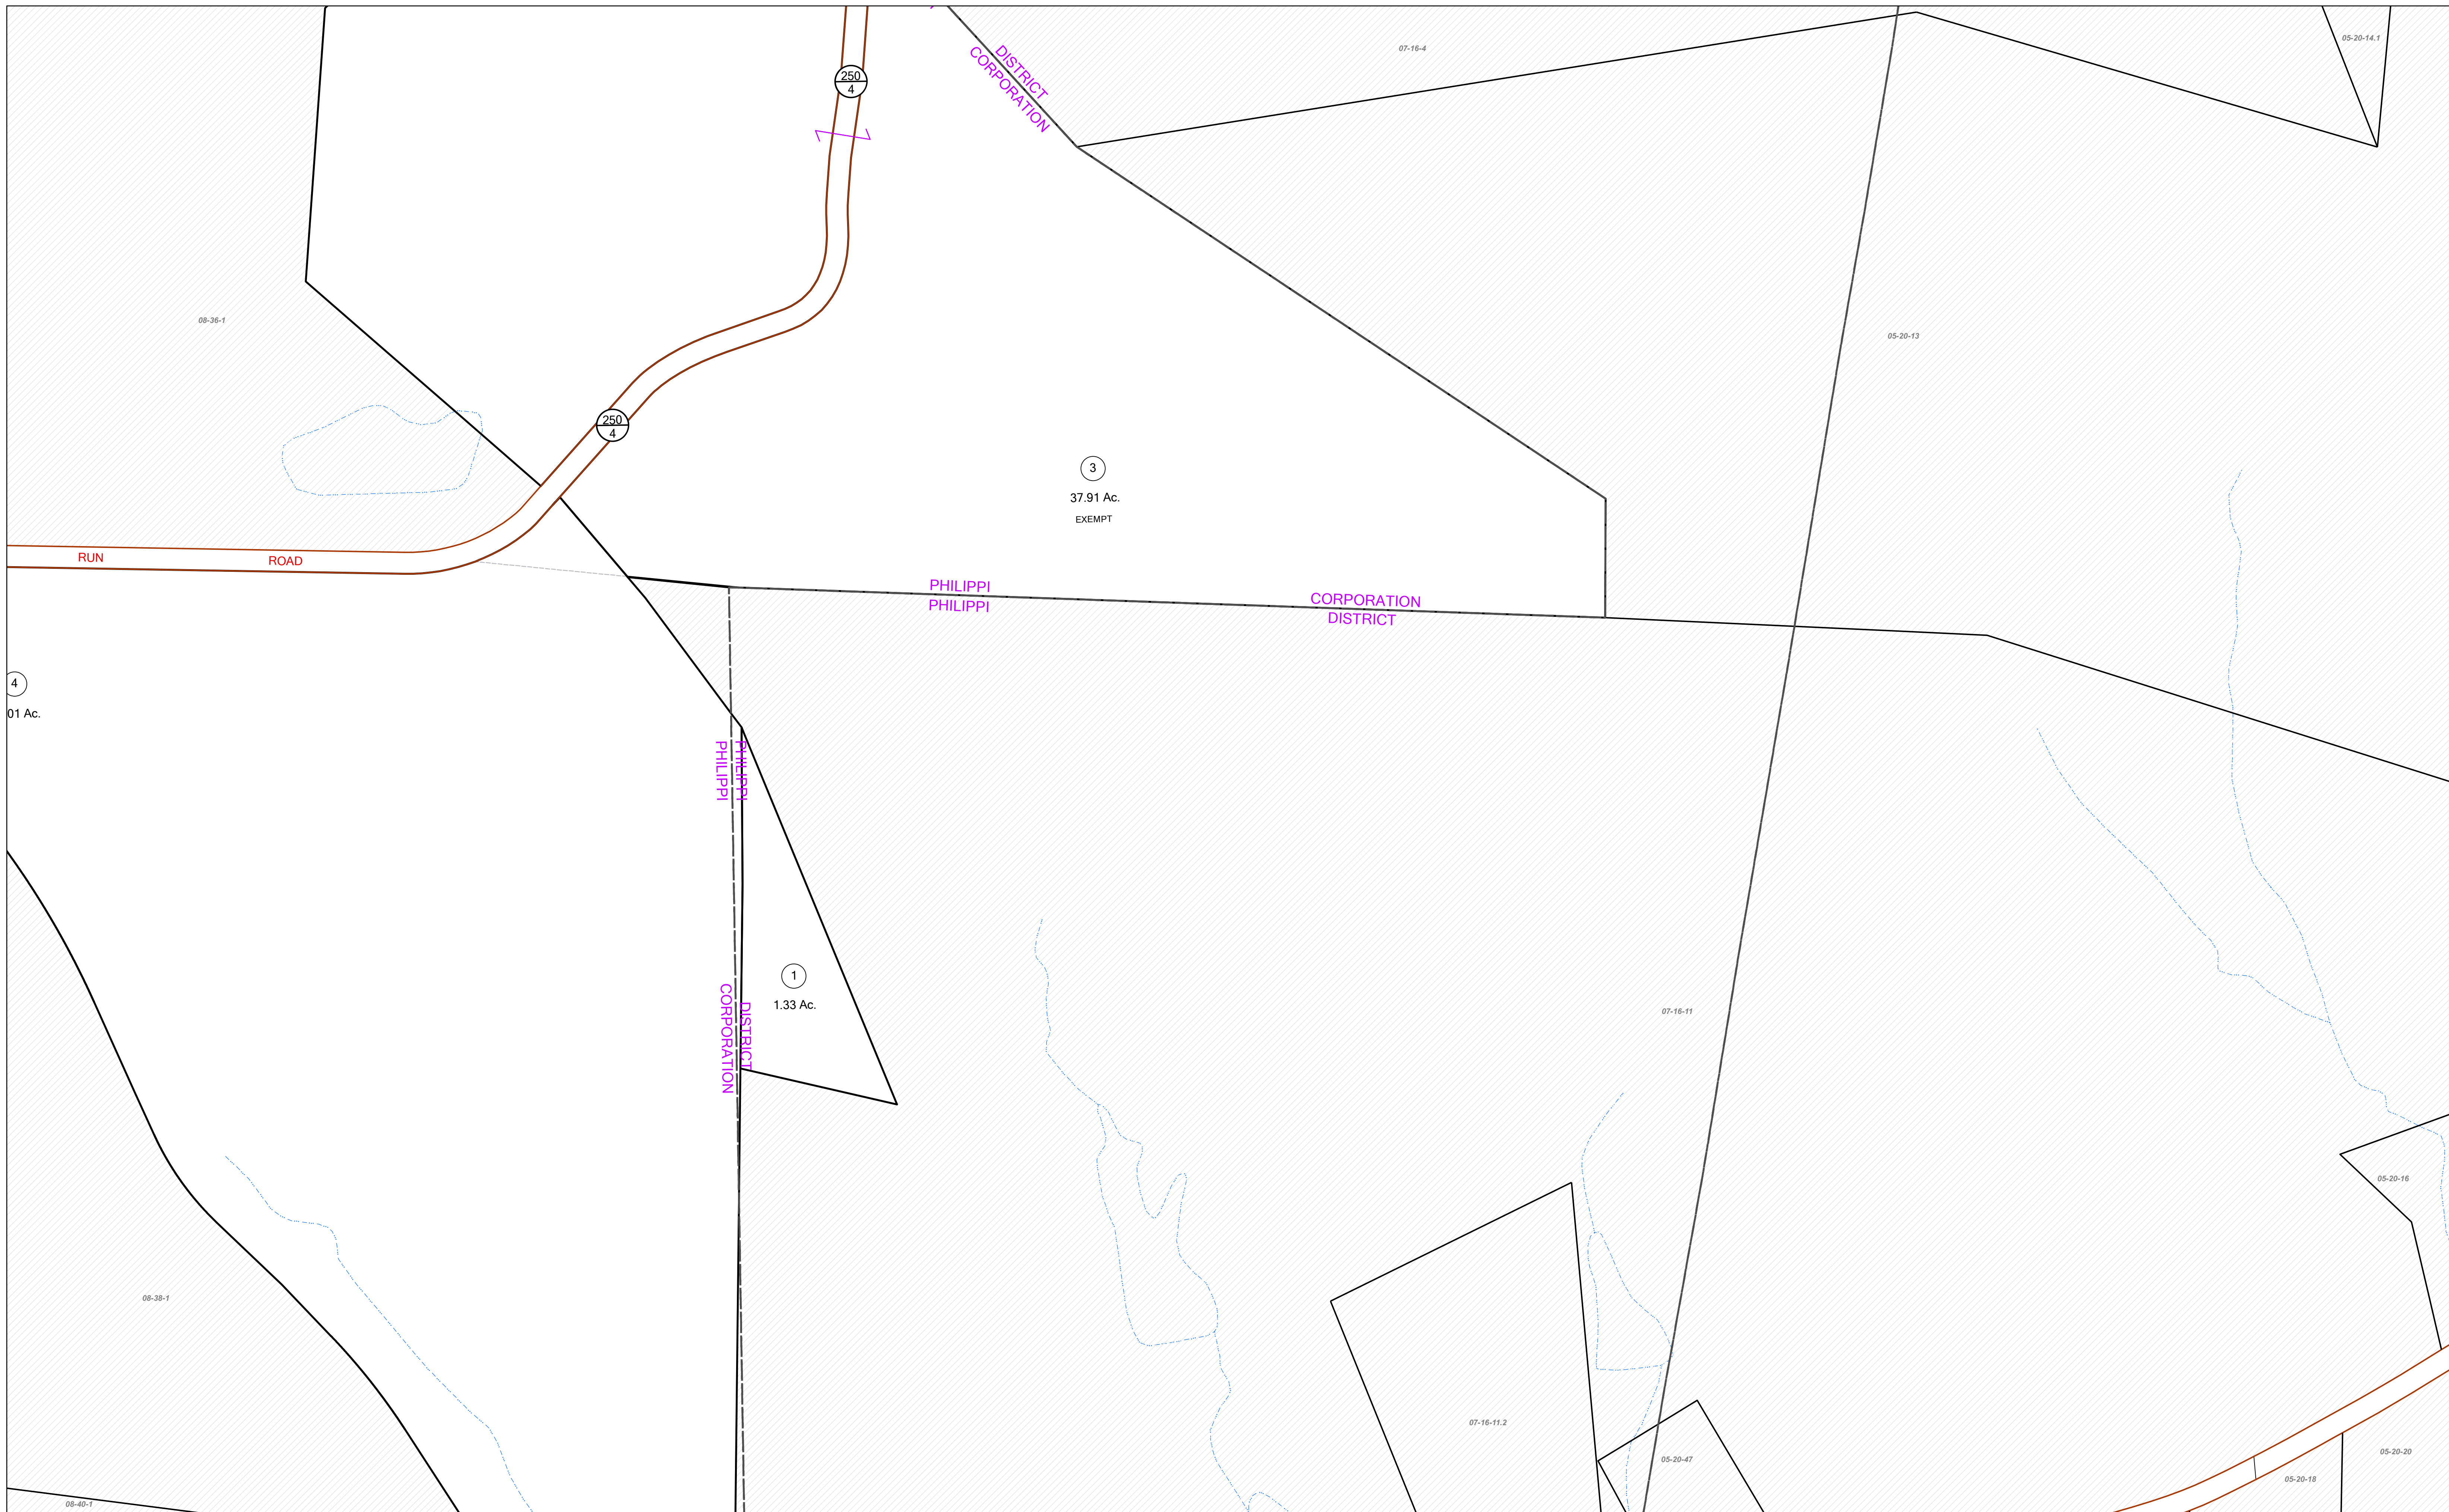 07-16-4
05-20-14.1
DISTRICT
CORPORATION
250
4
08-36-1
05-20-13
250
4
3
37.91 Ac.
EXEMPT
RUN ROAD
PHILIPPI CORPORATION
PHILIPPI DISTRICT
4
01 Ac.
PHILIPPI
PHILIPPI
1
1.33 Ac.
DISTRICT
CORPORATION
07-16-11
05-20-16
08-38-1
07-16-11.2
05-20-47
05-20-20
05-20-18
08-40-1